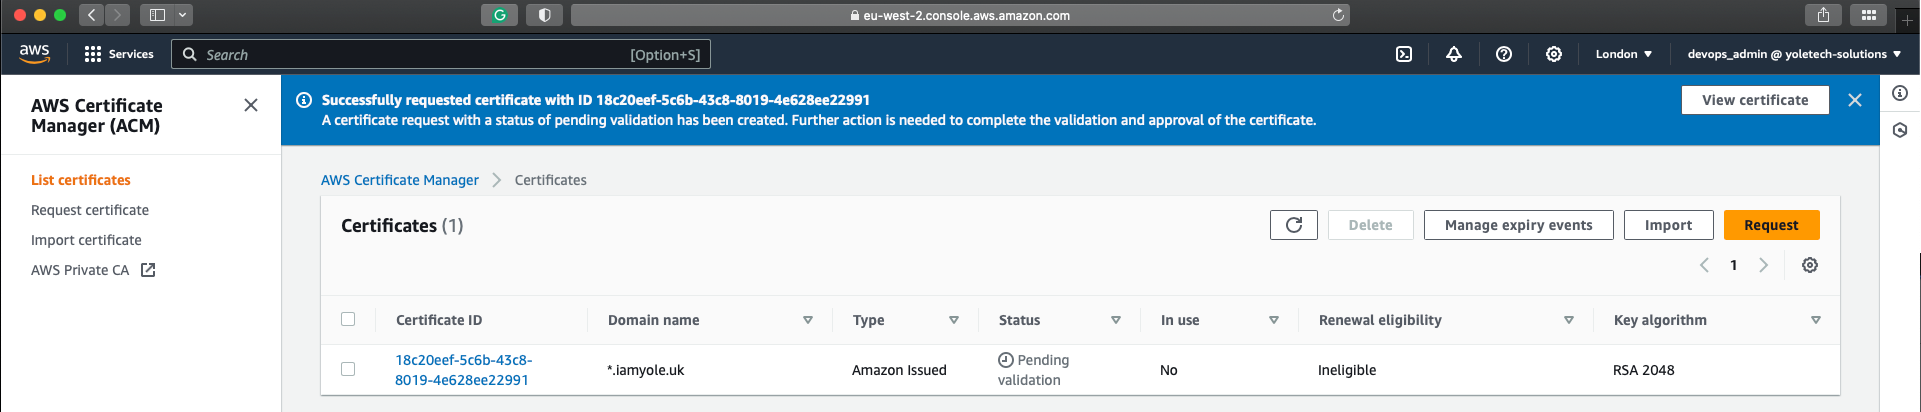 eu-west-2.console.aws.amazon.com
aws
Services
Search
[Option+S]
London
devops_admin @ yoletech-solutions
AWS Certificate
Manager (ACM)
List certificates
Request certificate
Import certificate
AWS Private CA
Successfully requested certificate with ID 18c20eef-5c6b-43c8-8019-4e628ee22991
A certificate request with a status of pending validation has been created. Further action is needed to complete the validation and approval of the certificate.
View certificate
AWS Certificate Manager
Certificates
Certificates (1)
Delete
Manage expiry events
Import
Request
1
Certificate ID
Domain name
Type
Status
In use
Renewal eligibility
Key algorithm
18c20eef-5c6b-43c8-
8019-4e628ee22991
*.iamyole.uk
Amazon Issued
Pending
validation
No
Ineligible
RSA 2048